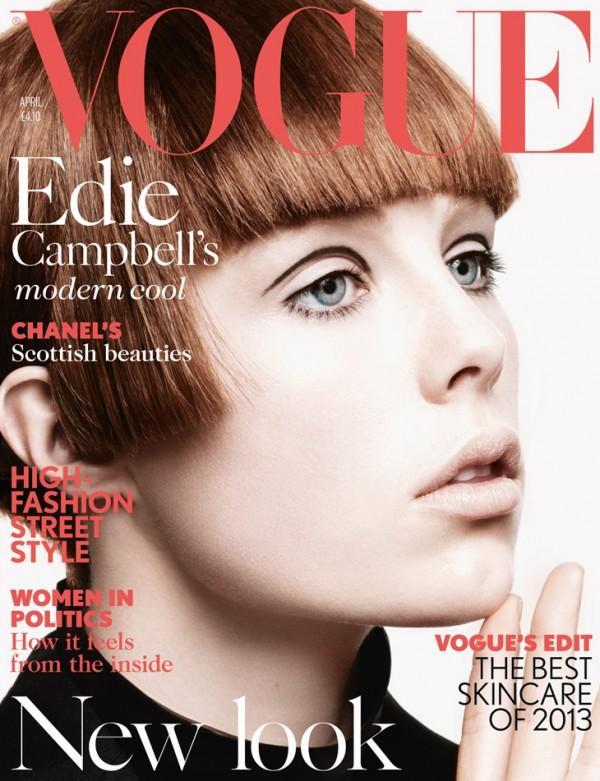 VOGUE
APRIL
£4.10
Edie
Campbell's
modern cool
CHANEL'S
Scottish beauties
HIGH-
FASHION
STREET
STYLE
WOMEN IN
POLITICS
How it feels
from the inside
VOGUE'S EDIT
THE BEST
SKINCARE
OF 2013
New look